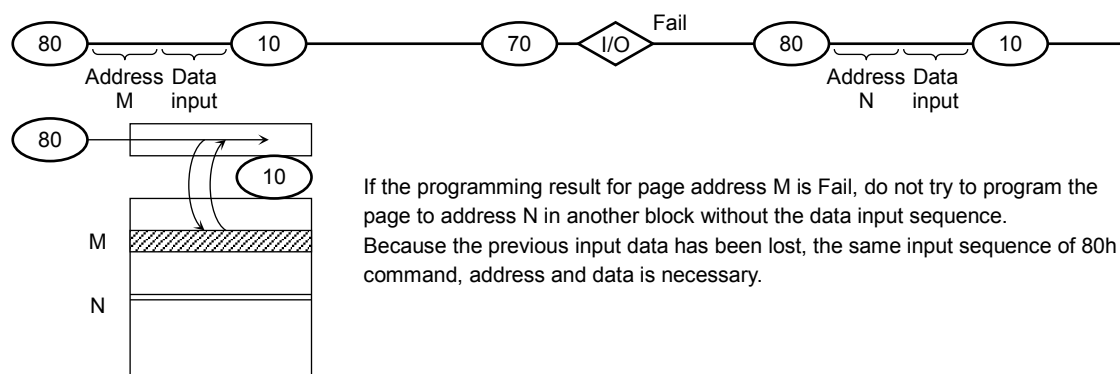 80 10 70 I/O Fail 80 10
Address Data Address Data
M input N input
80
10
If the programming result for page address M is Fail, do not try to program the
page to address N in another block without the data input sequence.
Because the previous input data has been lost, the same input sequence of 80h
command, address and data is necessary.
M
N